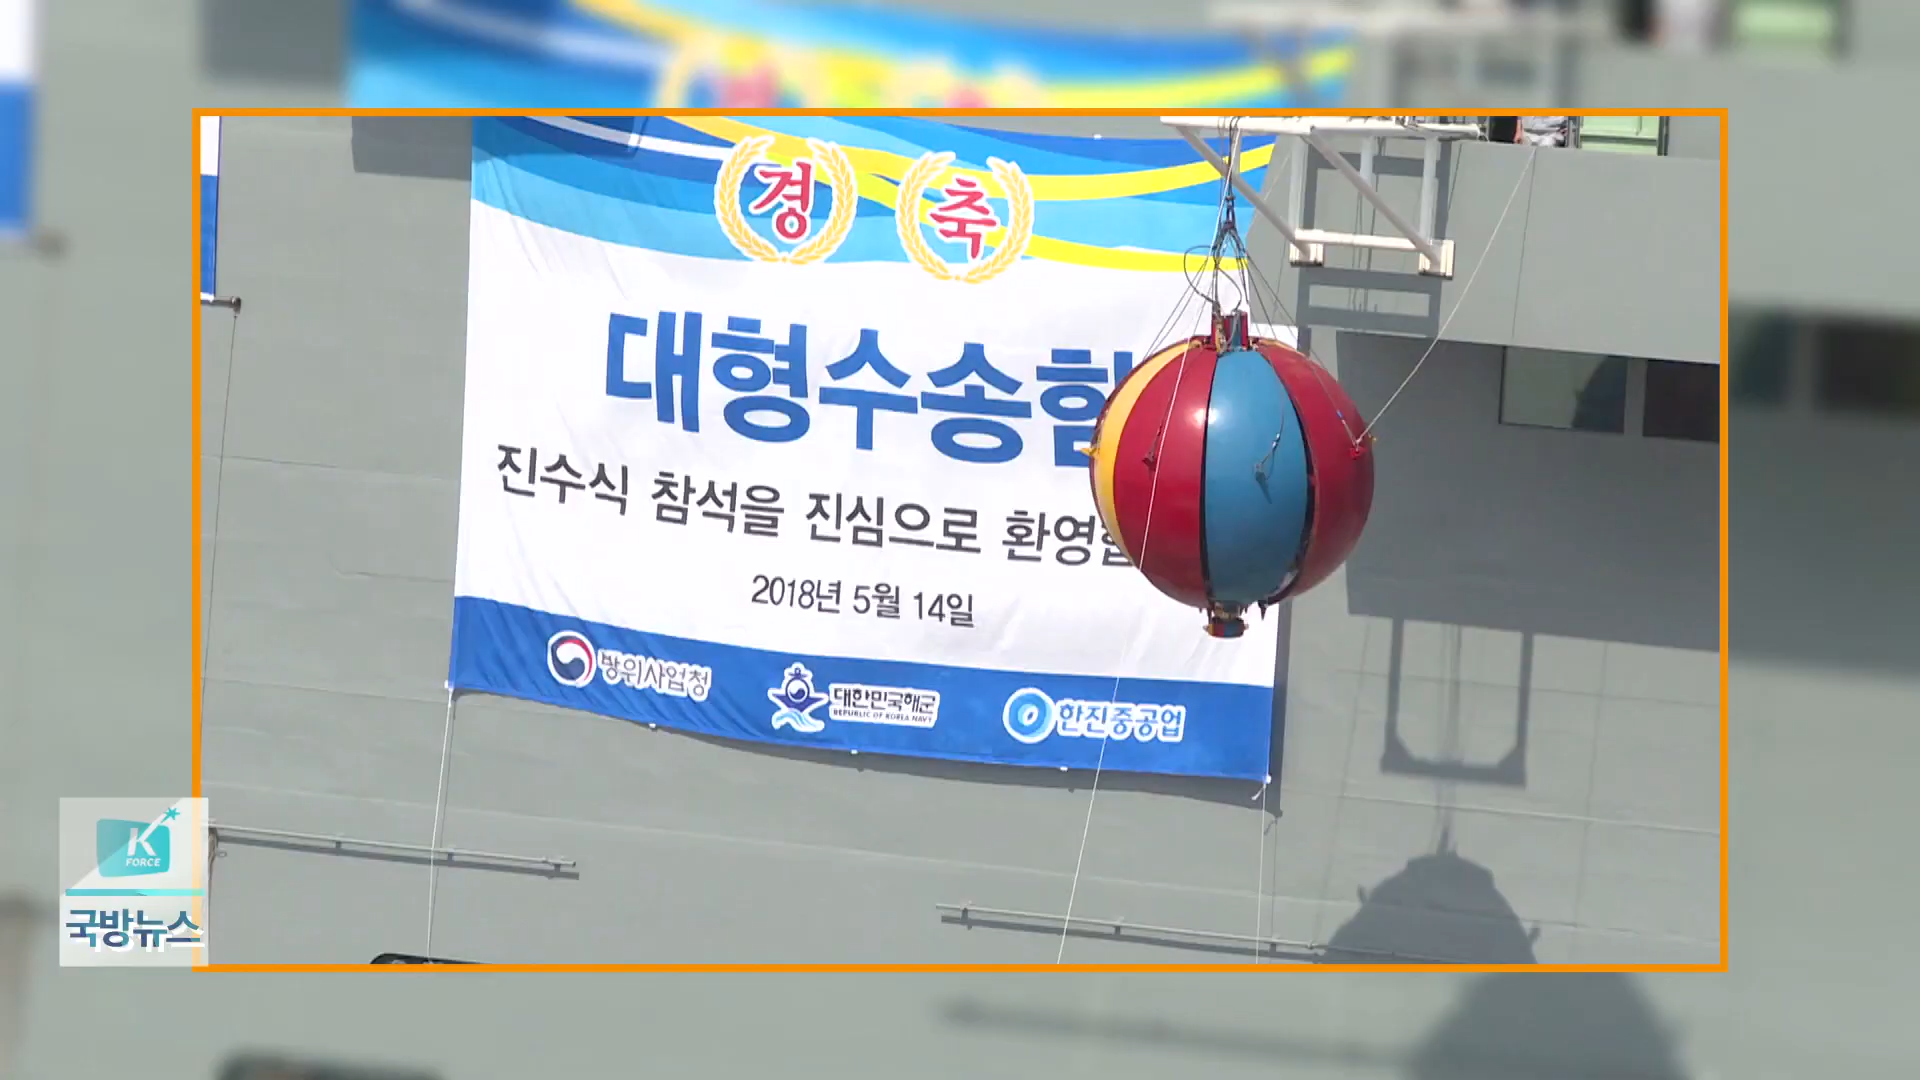 경 축
대형수송함
진수식 참석을 진심으로 환영합
2018년 5월 14일
방위사업청
대한민국해군
REPUBLIC OF KOREA NAVY
한진중공업
K
FORCE
국방뉴스